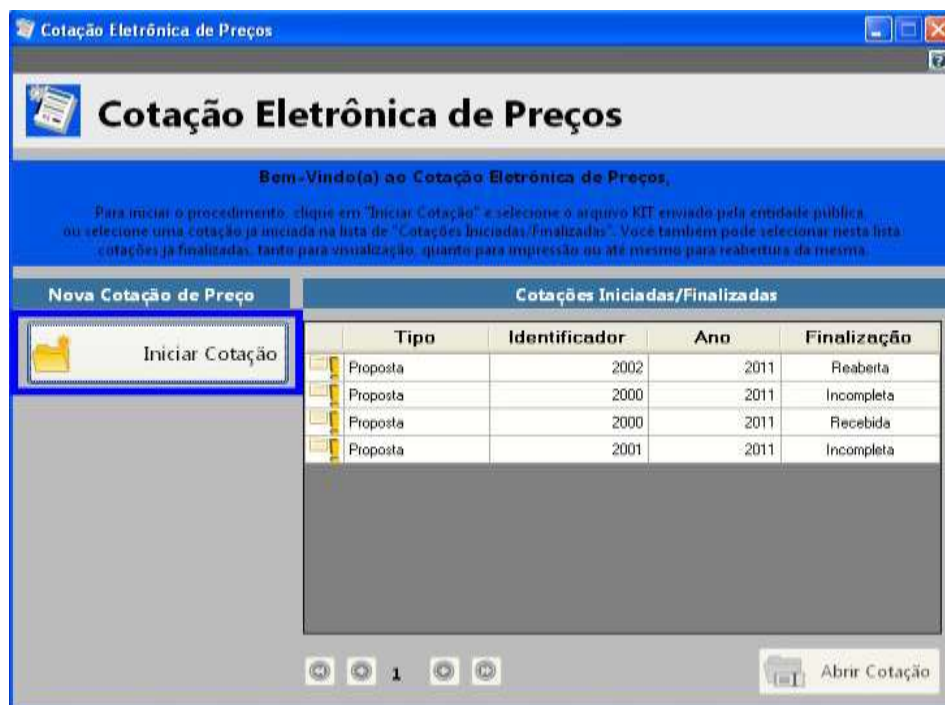 Cotação Eletrônica de Preços
Cotação Eletrônica de Preços
Bem-Vindo(a) ao Cotação Eletrônica de Preços,
Para iniciar o procedimento, clique em "Iniciar Cotação" e selecione o arquivo KIT enviado pela entidade pública,
ou selecione uma cotação já iniciada na lista de "Cotações Iniciadas/Finalizadas". Você também pode selecionar nesta lista
cotações já finalizadas, tanto para visualização, quanto para impressão ou até mesmo para reabertura da mesma.
Nova Cotação de Preço
Cotações Iniciadas/Finalizadas
Iniciar Cotação
Tipo Identificador Ano Finalização
Proposta 2002 2011 Reaberta
Proposta 2000 2011 Incompleta
Proposta 2000 2011 Recebida
Proposta 2001 2011 Incompleta
1
Abrir Cotação